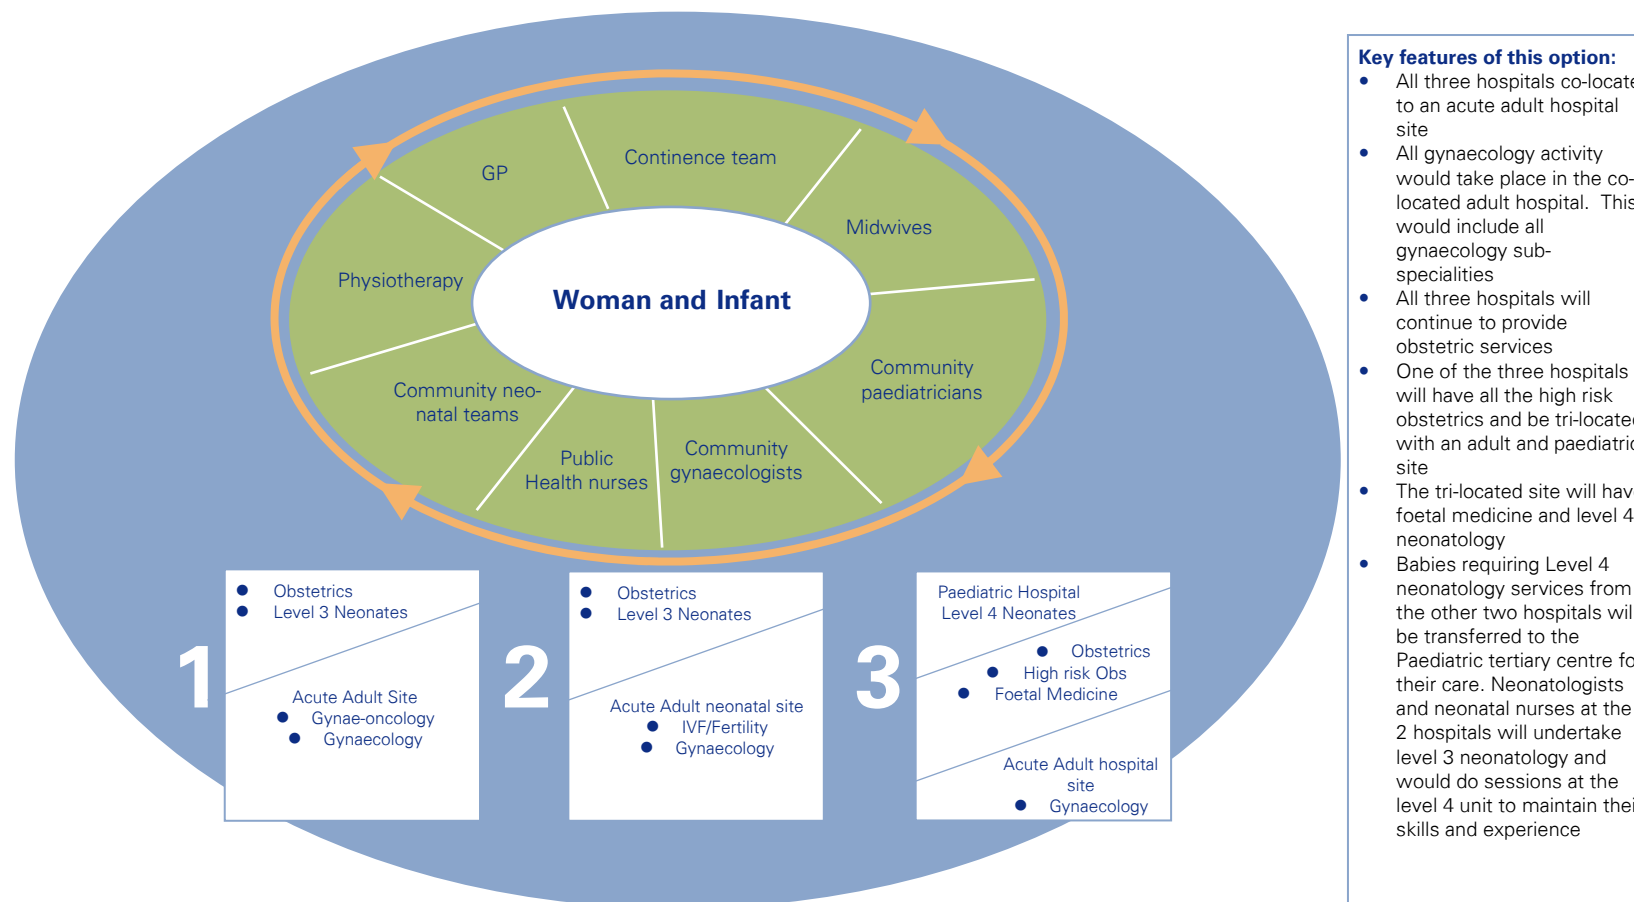 GP
Continence team
Midwives
Physiotherapy
Woman and Infant
Community
paediatricians
Community neo-
natal teams
Public
Health nurses
Community
gynaecologists
1
Obstetrics
Level 3 Neonates
Acute Adult Site
Gynae-oncology
Gynaecology
2
Obstetrics
Level 3 Neonates
Acute Adult neonatal site
IVF/Fertility
Gynaecology
3
Paediatric Hospital
Level 4 Neonates
Obstetrics
High risk Obs
Foetal Medicine
Acute Adult hospital
site
Gynaecology
Key features of this option:
All three hospitals co-locate
to an acute adult hospital
site
All gynaecology activity
would take place in the co-
located adult hospital. This
would include all
gynaecology sub-
specialities
All three hospitals will
continue to provide
obstetric services
One of the three hospitals
will have all the high risk
obstetrics and be tri-located
with an adult and paediatric
site
The tri-located site will have
foetal medicine and level 4
neonatology
Babies requiring Level 4
neonatology services from
the other two hospitals will
be transferred to the
Paediatric tertiary centre for
their care. Neonatologists
and neonatal nurses at the
2 hospitals will undertake
level 3 neonatology and
would do sessions at the
level 4 unit to maintain their
skills and experience